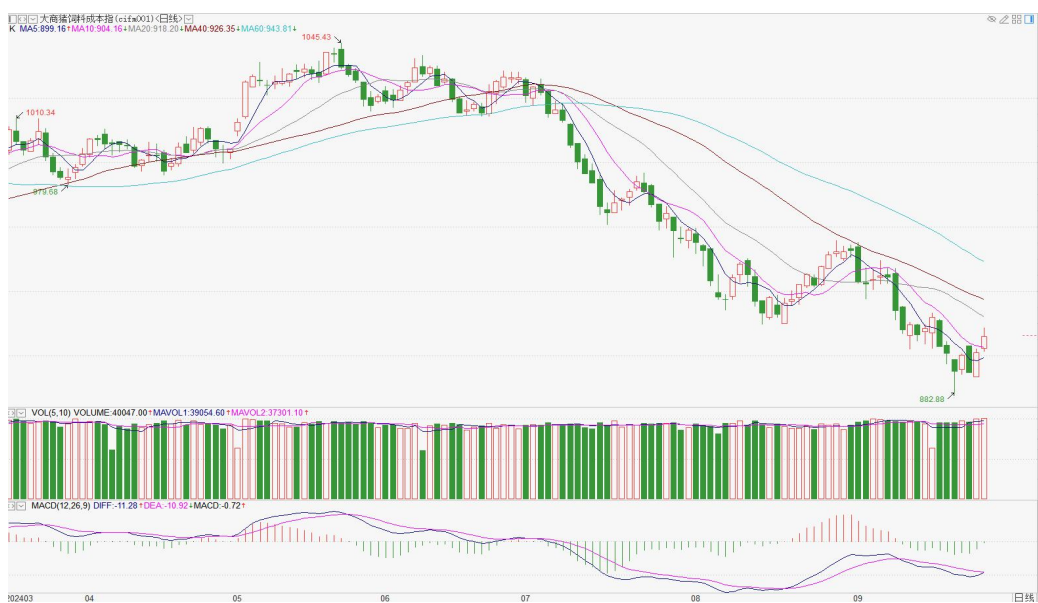 大商猪饲料成本指(cifm001)<日线>
K MA5:899.16↑MA10:904.16↓MA20:918.20↓MA40:926.35↓MA60:943.81↓
1045.43
1010.34
979.68
882.88
VOL(5,10) VOLUME:40047.00↑MAVOL1:39054.60↑MAVOL2:37301.10↑
MACD(12,26,9) DIFF:-11.28↑DEA:-10.92↓MACD:-0.72↑
202403 04 05 06 07 08 09 日线